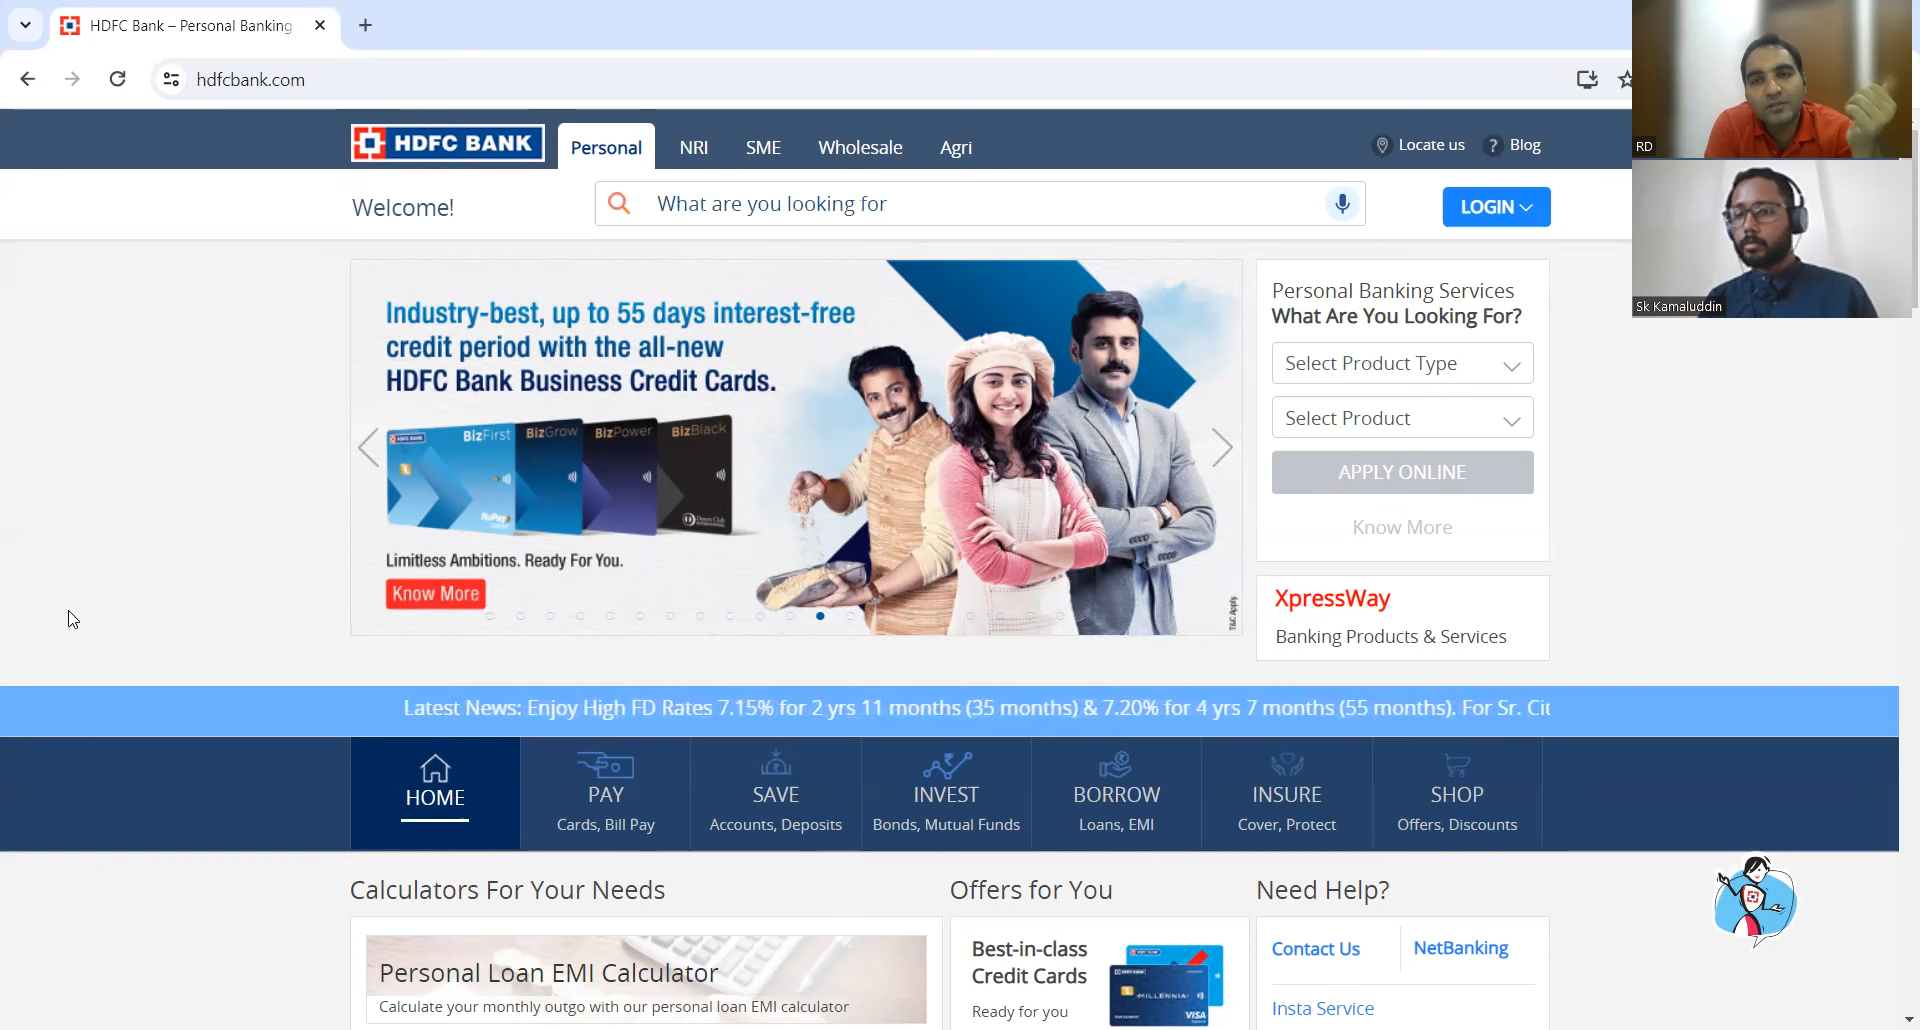 HDFC Bank – Personal Banking
hdfcbank.com
RD
Sk Kamaluddin
HDFC BANK
Personal
NRI
SME
Wholesale
Agri
Locate us
? Blog
Welcome!
What are you looking for
LOGIN
Industry-best, up to 55 days interest-free
credit period with the all-new
HDFC Bank Business Credit Cards.
BizFirst
BizGrow
BizPower
BizBlack
RuPay
Limitless Ambitions. Ready For You.
Know More
T&C Apply
Personal Banking Services
What Are You Looking For?
Select Product Type
Select Product
APPLY ONLINE
Know More
XpressWay
Banking Products & Services
Latest News: Enjoy High FD Rates 7.15% for 2 yrs 11 months (35 months) & 7.20% for 4 yrs 7 months (55 months). For Sr. Cit
HOME
PAY
Cards, Bill Pay
SAVE
Accounts, Deposits
INVEST
Bonds, Mutual Funds
BORROW
Loans, EMI
INSURE
Cover, Protect
SHOP
Offers, Discounts
Calculators For Your Needs
Personal Loan EMI Calculator
Calculate your monthly outgo with our personal loan EMI calculator
Offers for You
Best-in-class
Credit Cards
Ready for you
MILLENNIA
VISA
Need Help?
Contact Us
NetBanking
Insta Service